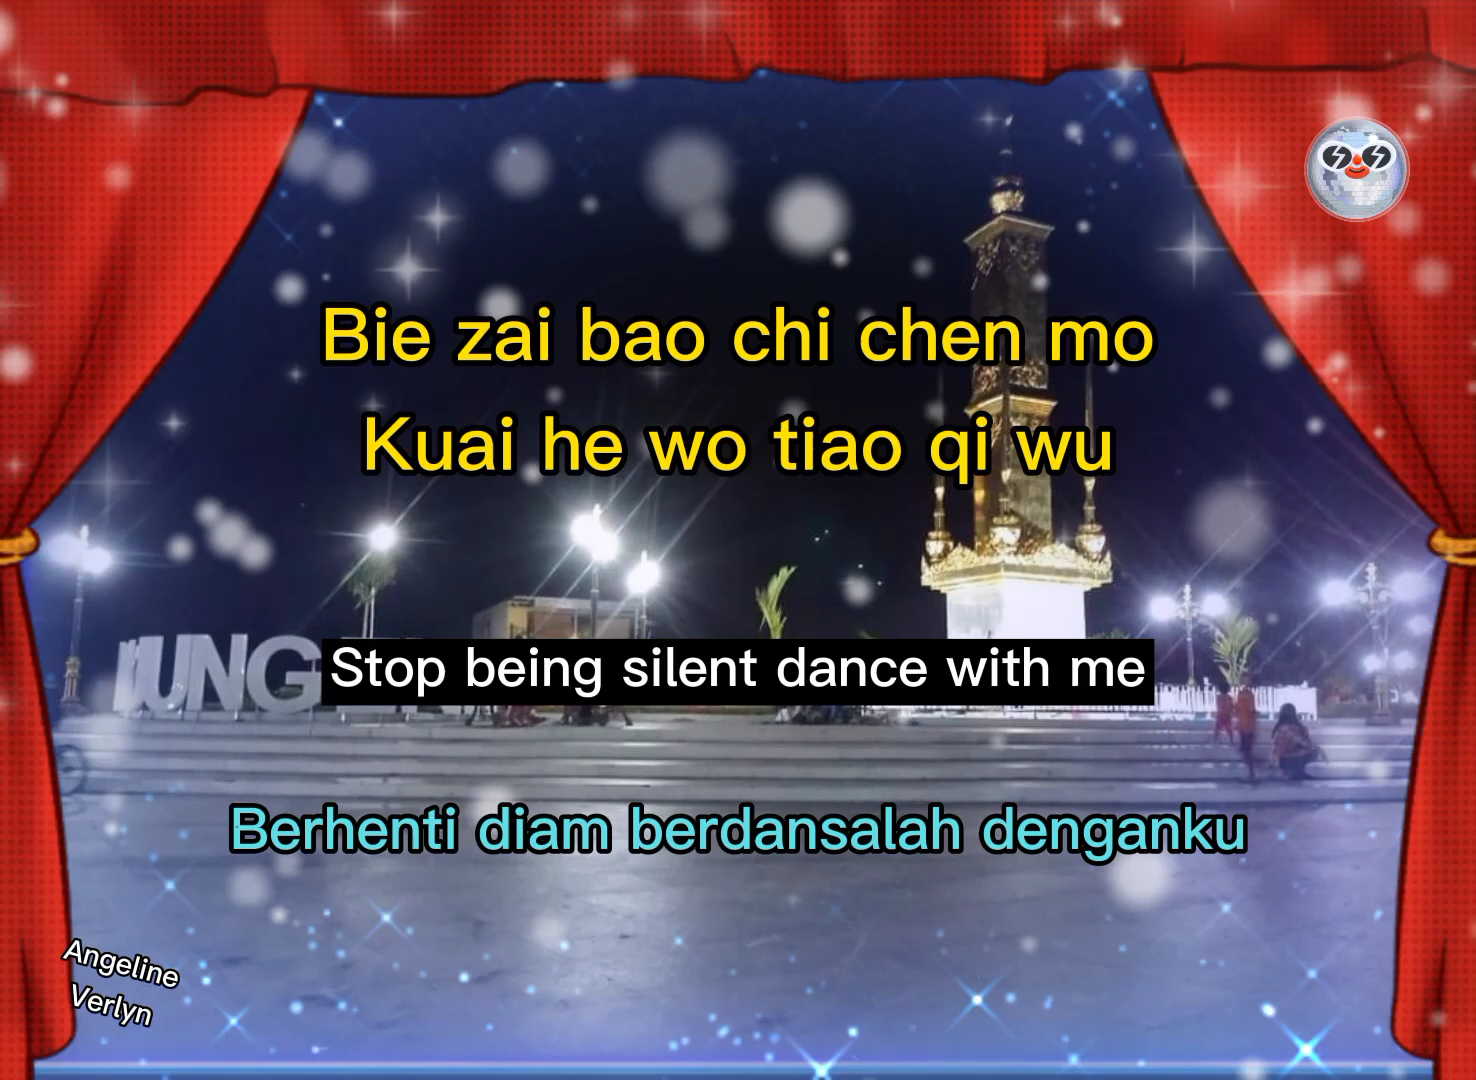 Bie zai bao chi chen mo
Kuai he wo tiao qi wu
UNG
Stop being silent dance with me
Berhenti diam berdansalah denganku
Angeline
Verlyn